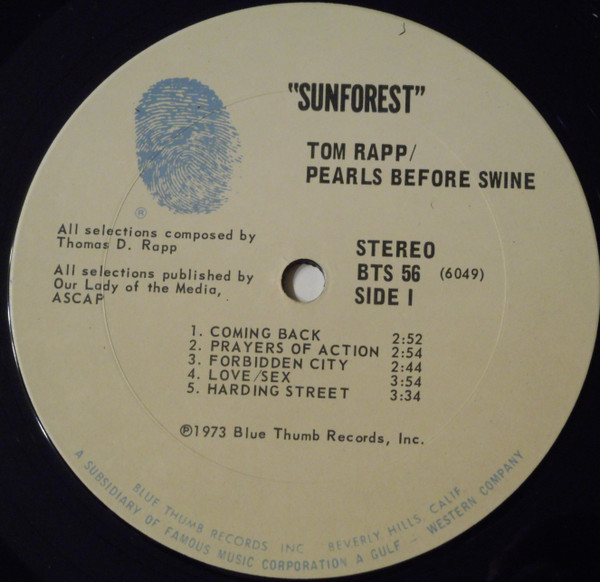 "SUNFOREST"
TOM RAPP/
PEARLS BEFORE SWINE
®
All selections composed by
Thomas D. Rapp
All selections published by
Our Lady of the Media,
ASCAP
STEREO
BTS 56 (6049)
SIDE I
1. COMING BACK 2:52
2. PRAYERS OF ACTION 2:54
3. FORBIDDEN CITY 2:44
4. LOVE/SEX 3:54
5. HARDING STREET 3:34
℗1973 Blue Thumb Records, Inc.
BLUE THUMB RECORDS INC BEVERLY HILLS, CALIF.
A SUBSIDIARY OF FAMOUS MUSIC CORPORATION A GULF - WESTERN COMPANY